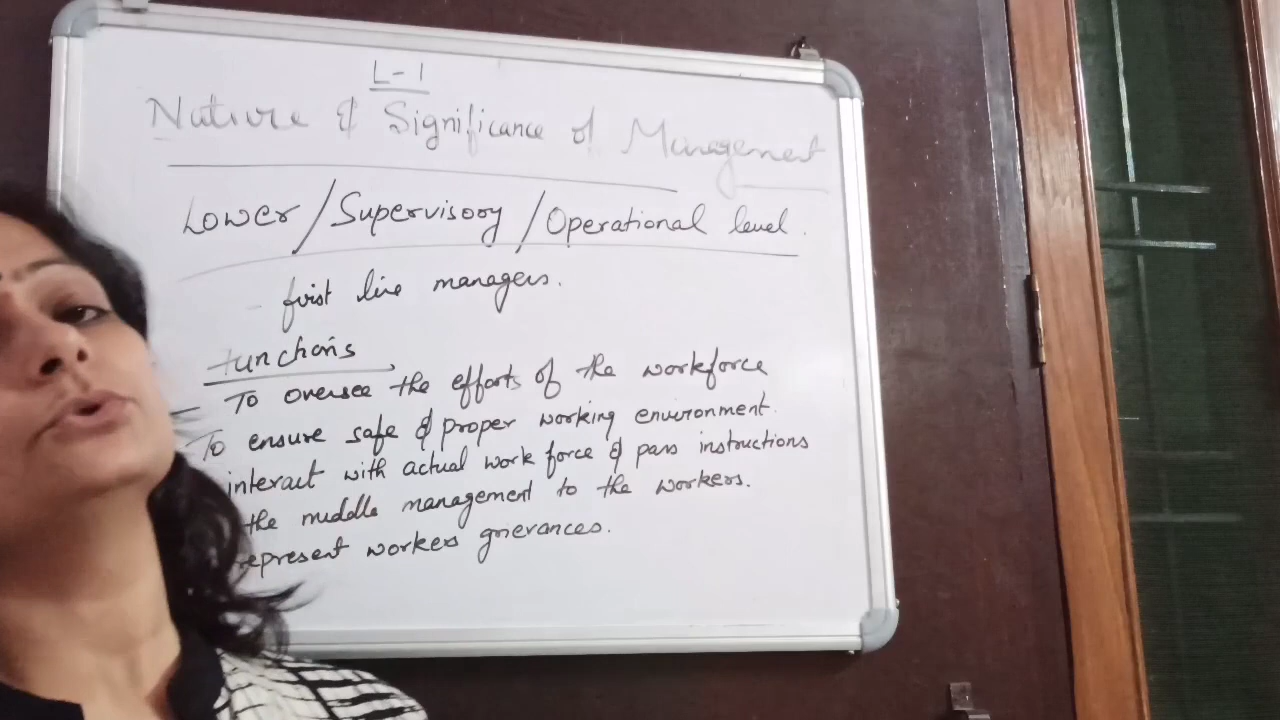 L-1
Nature & Significance of Management
Lower / Supervisory / Operational level.
- first line managers.
Functions
- To oversee the efforts of the workforce
To ensure safe & proper working environment.
interact with actual work force & pass instructions
the middle management to the workers.
represent workers grievances.